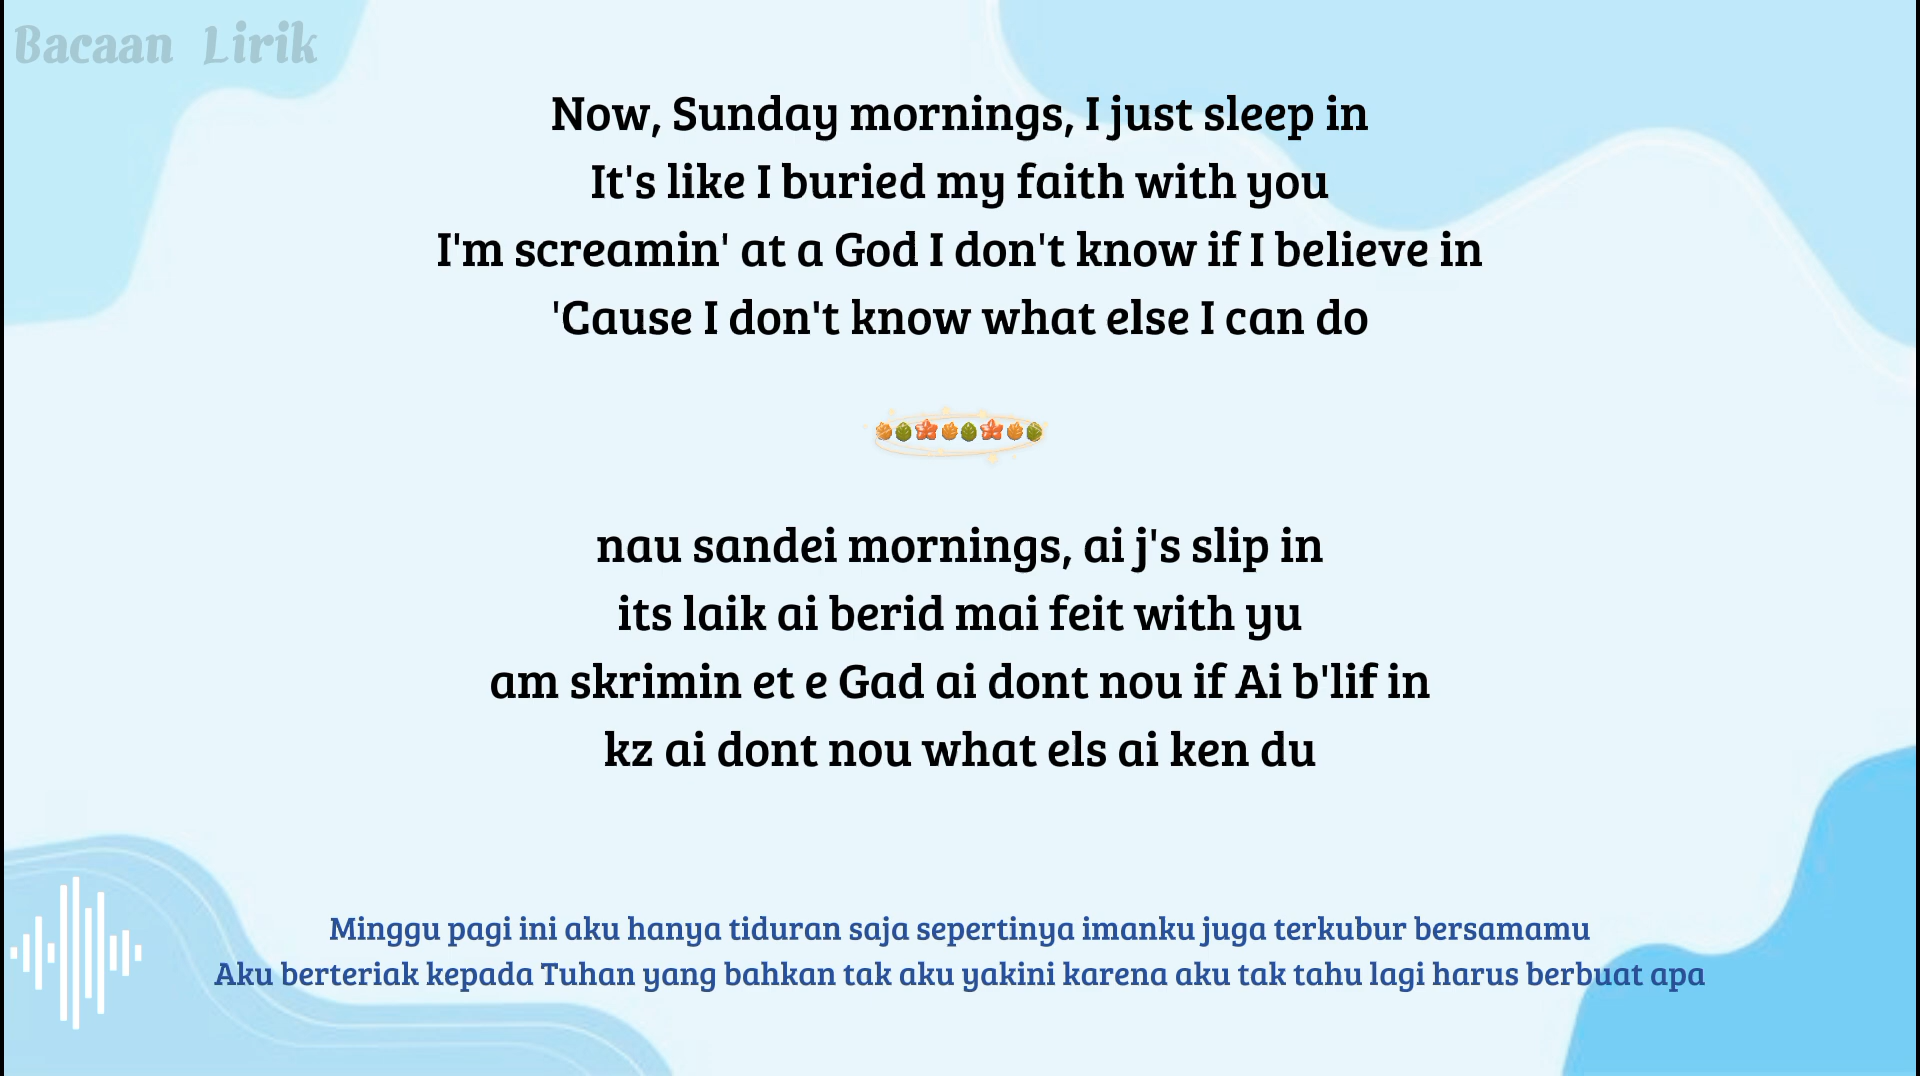 Bacaan Lirik
Now, Sunday mornings, I just sleep in
It's like I buried my faith with you
I'm screamin' at a God I don't know if I believe in
'Cause I don't know what else I can do
nau sandei mornings, ai j's slip in
its laik ai berid mai feit with yu
am skrimin et e Gad ai dont nou if Ai b'lif in
kz ai dont nou what els ai ken du
Minggu pagi ini aku hanya tiduran saja sepertinya imanku juga terkubur bersamamu
Aku berteriak kepada Tuhan yang bahkan tak aku yakini karena aku tak tahu lagi harus berbuat apa